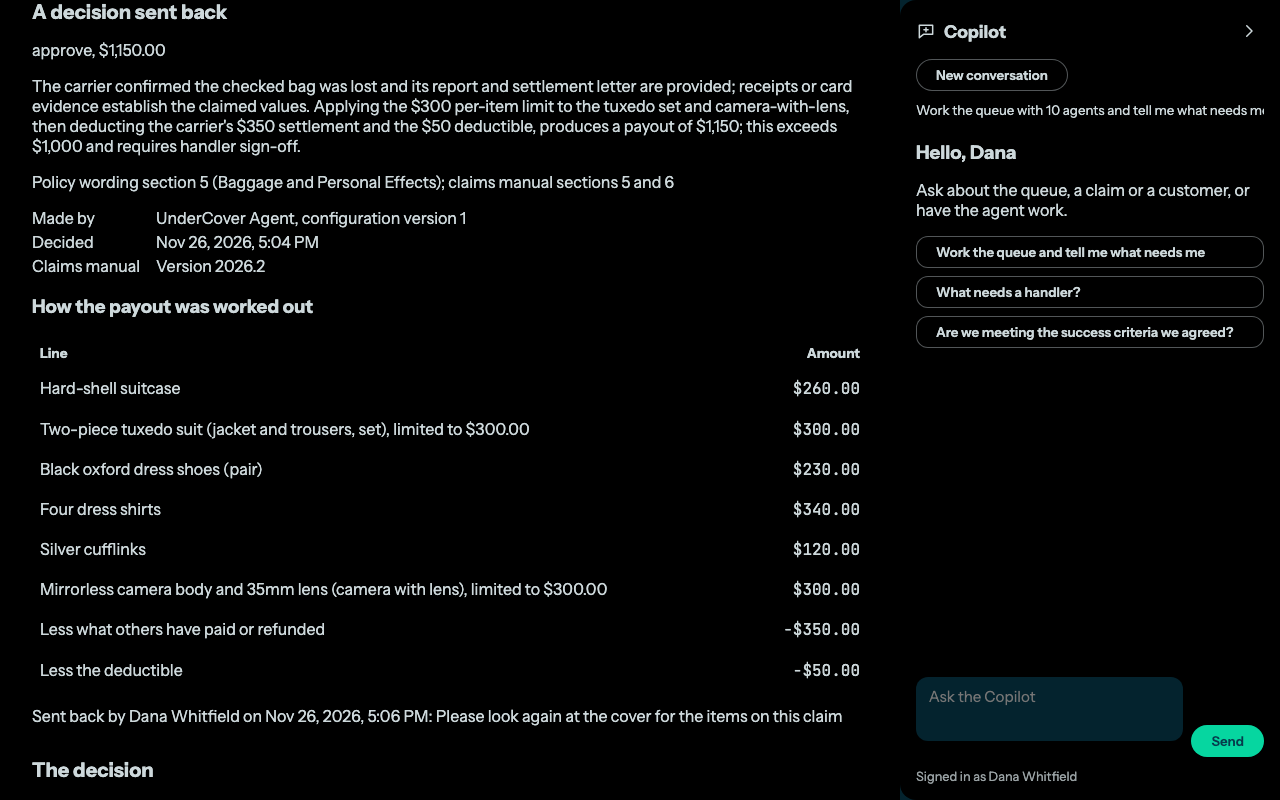 A decision sent back
approve, $1,150.00
The carrier confirmed the checked bag was lost and its report and settlement letter are provided; receipts or card
evidence establish the claimed values. Applying the $300 per-item limit to the tuxedo set and camera-with-lens,
then deducting the carrier's $350 settlement and the $50 deductible, produces a payout of $1,150; this exceeds
$1,000 and requires handler sign-off.
Policy wording section 5 (Baggage and Personal Effects); claims manual sections 5 and 6
Made by UnderCover Agent, configuration version 1
Decided Nov 26, 2026, 5:04 PM
Claims manual Version 2026.2
How the payout was worked out
Line Amount
Hard-shell suitcase $260.00
Two-piece tuxedo suit (jacket and trousers, set), limited to $300.00 $300.00
Black oxford dress shoes (pair) $230.00
Four dress shirts $340.00
Silver cufflinks $120.00
Mirrorless camera body and 35mm lens (camera with lens), limited to $300.00 $300.00
Less what others have paid or refunded -$350.00
Less the deductible -$50.00
Sent back by Dana Whitfield on Nov 26, 2026, 5:06 PM: Please look again at the cover for the items on this claim
The decision
Copilot
New conversation
Work the queue with 10 agents and tell me what needs
Hello, Dana
Ask about the queue, a claim or a customer, or
have the agent work.
Work the queue and tell me what needs me
What needs a handler?
Are we meeting the success criteria we agreed?
Ask the Copilot
Send
Signed in as Dana Whitfield